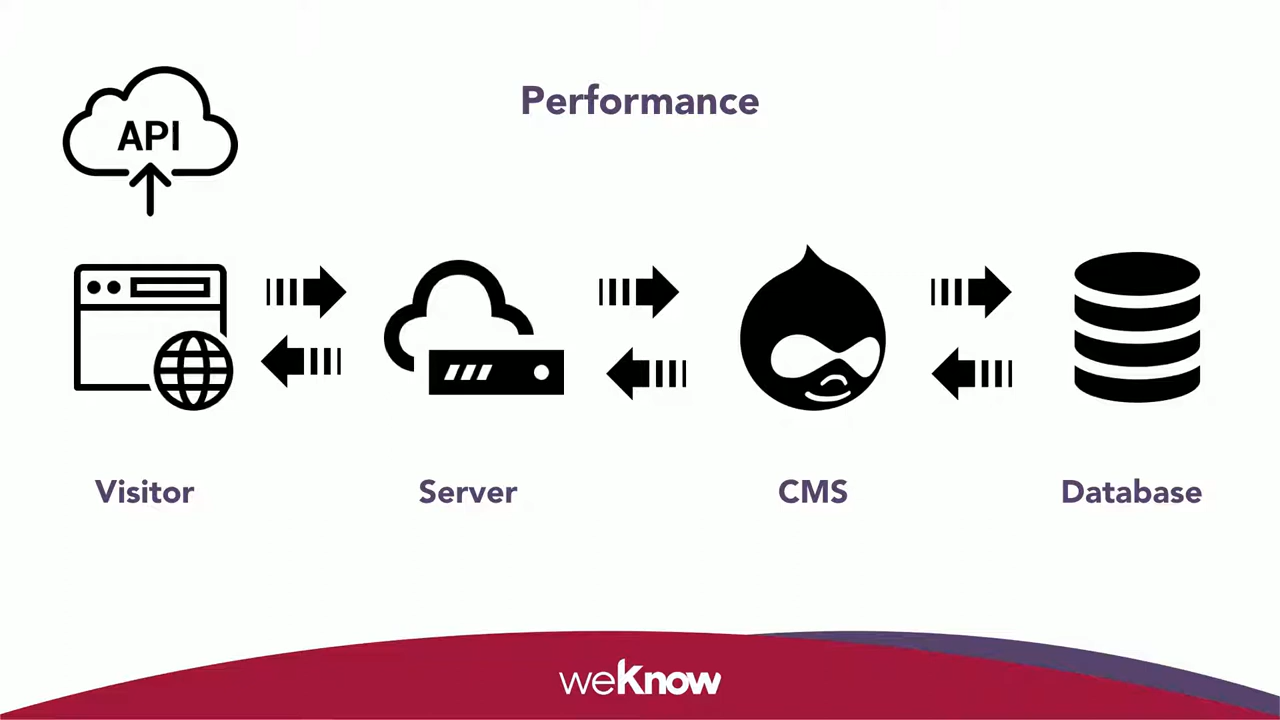 Performance
API
Visitor
Server
CMS
Database
weKnow